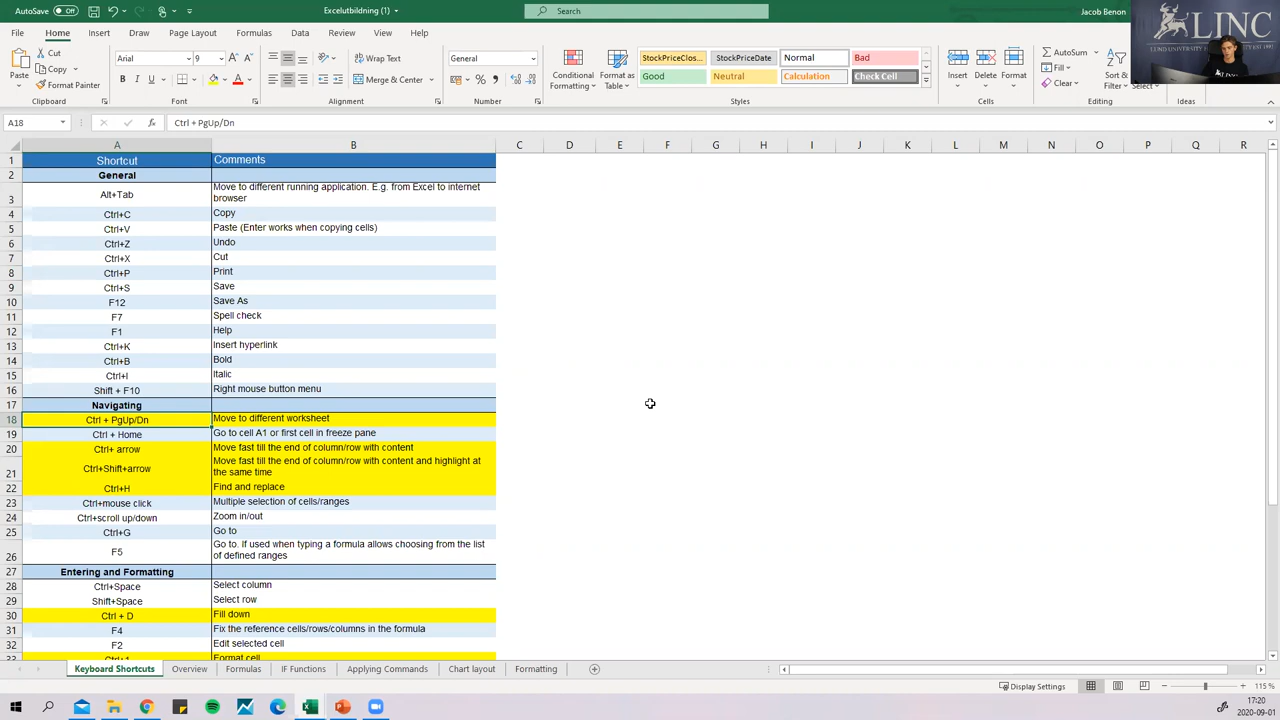 AutoSave Off
Excelutbildning (1)
Search
Jacob Benon
LINC
LUND UNIVERSITY
File Home Insert Draw Page Layout Formulas Data Review View Help
Paste
Cut
Copy
Format Painter
Clipboard
Arial 9
B I U
Font
Wrap Text
Merge & Center
Alignment
General
Number
Conditional Formatting
Format as Table
StockPriceClos... StockPriceDate Normal Bad
Good Neutral Calculation Check Cell
Styles
Insert Delete Format
Cells
AutoSum
Fill
Clear
Sort & Filter
Select
Editing
Ideas
A18
Ctrl + PgUp/Dn
A B C D E F G H I J K L M N O P Q R
1 Shortcut Comments
2 General
3 Alt+Tab Move to different running application. E.g. from Excel to internet
browser
4 Ctrl+C Copy
5 Ctrl+V Paste (Enter works when copying cells)
6 Ctrl+Z Undo
7 Ctrl+X Cut
8 Ctrl+P Print
9 Ctrl+S Save
10 F12 Save As
11 F7 Spell check
12 F1 Help
13 Ctrl+K Insert hyperlink
14 Ctrl+B Bold
15 Ctrl+I Italic
16 Shift + F10 Right mouse button menu
17 Navigating
18 Ctrl + PgUp/Dn Move to different worksheet
19 Ctrl + Home Go to cell A1 or first cell in freeze pane
20 Ctrl+ arrow Move fast till the end of column/row with content
21 Ctrl+Shift+arrow Move fast till the end of column/row with content and highlight at
the same time
22 Ctrl+H Find and replace
23 Ctrl+mouse click Multiple selection of cells/ranges
24 Ctrl+scroll up/down Zoom in/out
25 Ctrl+G Go to
26 F5 Go to. If used when typing a formula allows choosing from the list
of defined ranges
27 Entering and Formatting
28 Ctrl+Space Select column
29 Shift+Space Select row
30 Ctrl + D Fill down
31 F4 Fix the reference cells/rows/columns in the formula
32 F2 Edit selected cell
33 Ctrl+1 Format cell
Keyboard Shortcuts Overview Formulas IF Functions Applying Commands Chart layout Formatting
Display Settings
115 %
17:20
2020-09-01